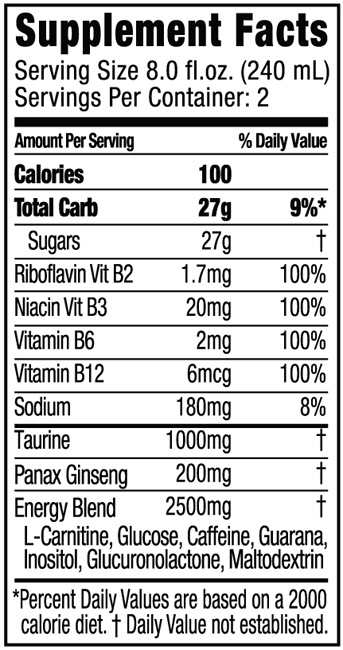 Supplement Facts
Serving Size 8.0 fl.oz. (240 mL)
Servings Per Container: 2
Amount Per Serving % Daily Value
Calories 100
Total Carb 27g 9%*
Sugars 27g †
Riboflavin Vit B2 1.7mg 100%
Niacin Vit B3 20mg 100%
Vitamin B6 2mg 100%
Vitamin B12 6mcg 100%
Sodium 180mg 8%
Taurine 1000mg †
Panax Ginseng 200mg †
Energy Blend 2500mg †
L-Carnitine, Glucose, Caffeine, Guarana,
Inositol, Glucuronolactone, Maltodextrin
*Percent Daily Values are based on a 2000
calorie diet. † Daily Value not established.